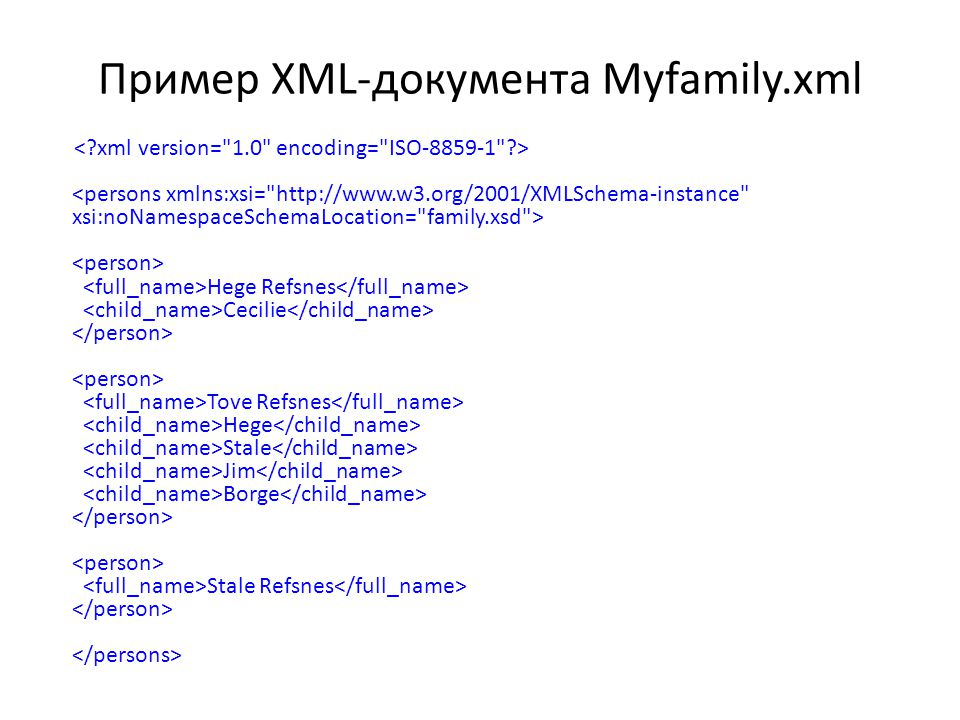 Пример XML-документа Myfamily.xml
<?xml version="1.0" encoding="ISO-8859-1"?>
<persons xmlns:xsi="http://www.w3.org/2001/XMLSchema-instance"
xsi:noNamespaceSchemaLocation="family.xsd">
<person>
<full_name>Hege Refsnes</full_name>
<child_name>Cecilie</child_name>
</person>
<person>
<full_name>Tove Refsnes</full_name>
<child_name>Hege</child_name>
<child_name>Stale</child_name>
<child_name>Jim</child_name>
<child_name>Borge</child_name>
</person>
<person>
<full_name>Stale Refsnes</full_name>
</person>
</persons>